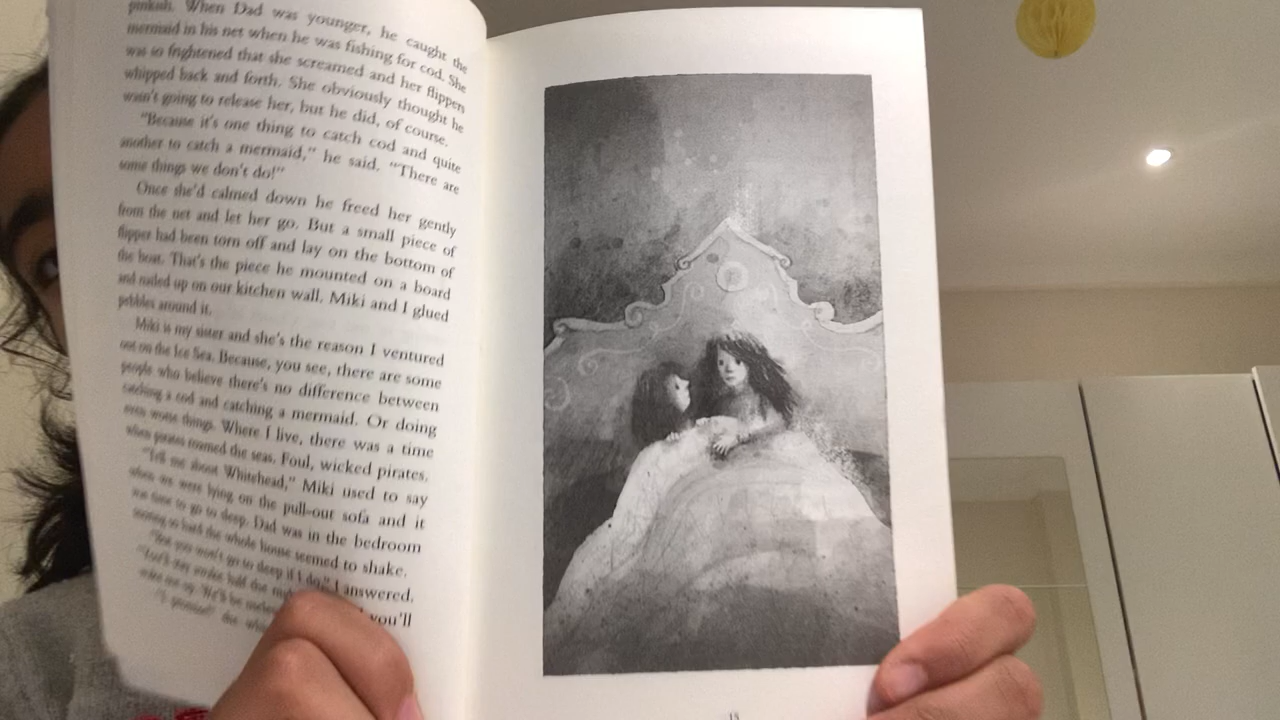 pinkish. When Dad was younger, he caught the
mermaid in his net when he was fishing for cod. She
was so frightened that she screamed and her flippers
whipped back and forth. She obviously thought he
wasn't going to release her, but he did, of course.
"Because it's one thing to catch cod and quite
another to catch a mermaid," he said. "There are
some things we don't do!"
Once she'd calmed down he freed her gently
from the net and let her go. But a small piece of
flipper had been torn off and lay on the bottom of
the boat. That's the piece he mounted on a board
and nailed up on our kitchen wall. Miki and I glued
pebbles around it.
Miki is my sister and she's the reason I ventured
out on the Ice Sea. Because, you see, there are some
people who believe there's no difference between
catching a cod and catching a mermaid. Or doing
even worse things. Where I live, there was a time
when pirates roamed the seas. Foul, wicked pirates.
"Tell me about Whitehead," Miki used to say
when we were lying on the pull-out sofa and it
was time to go to sleep. Dad was in the bedroom
snoring so hard the whole house seemed to shake.
"But you won't go to sleep if I do," I answered.
"You'll stay awake half the
you'll
"I promise!" she
15